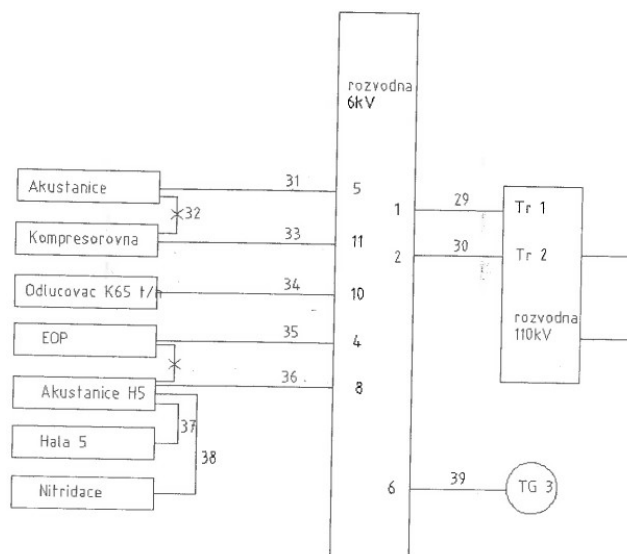 rozvodna
6kV
Akustanice
31
5
32
1
29
Tr 1
Kompresorovna
33
11
2
30
Tr 2
Odlucovac K65 t/h
34
10
rozvodna
110kV
EOP
35
4
Akustanice H5
36
8
37
Hala 5
38
Nitridace
6
39
TG 3